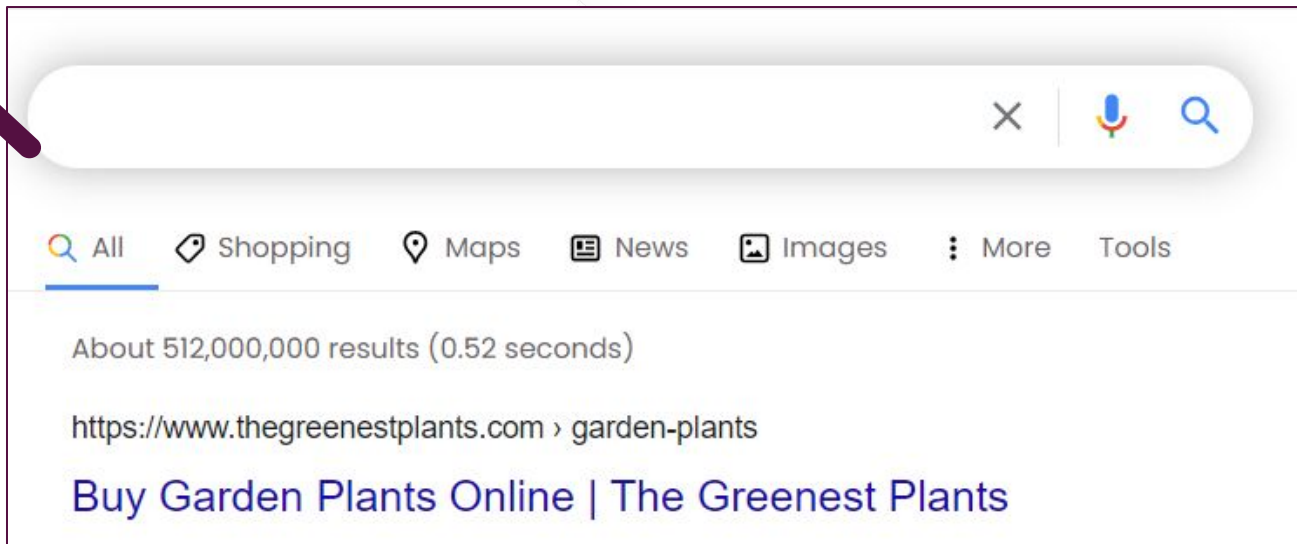 All Shopping Maps News Images More Tools
About 512,000,000 results (0.52 seconds)
https://www.thegreenestplants.com › garden-plants
Buy Garden Plants Online | The Greenest Plants